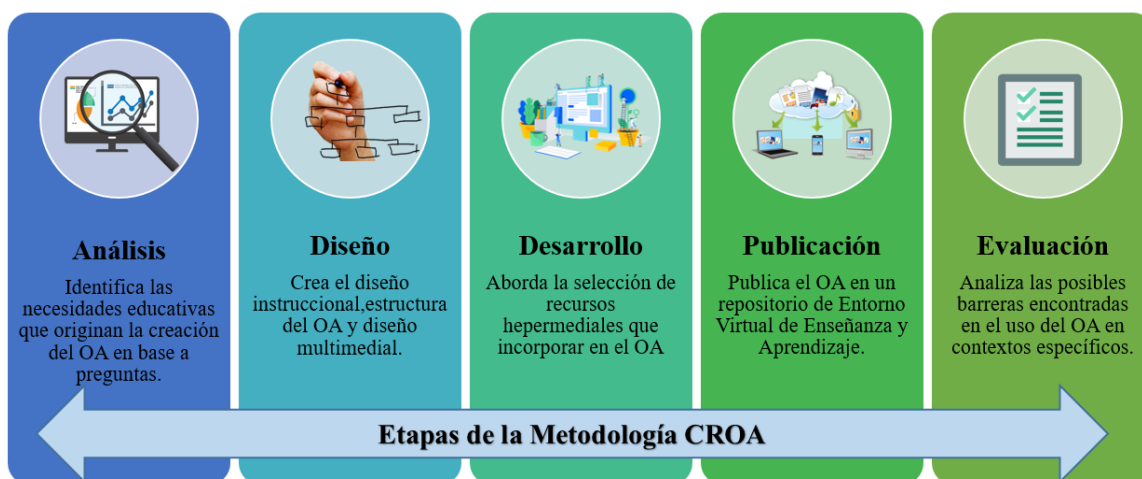 Análisis
Identifica las
necesidades educativas
que originan la creación
del OA en base a
preguntas.
Diseño
Crea el diseño
instruccional,estructura
del OA y diseño
multimedial.
Desarrollo
Aborda la selección de
recursos
hepermediales que
incorporar en el OA
Publicación
Publica el OA en un
repositorio de Entorno
Virtual de Enseñanza y
Aprendizaje.
Evaluación
Analiza las posibles
barreras encontradas
en el uso del OA en
contextos específicos.
Etapas de la Metodología CROA